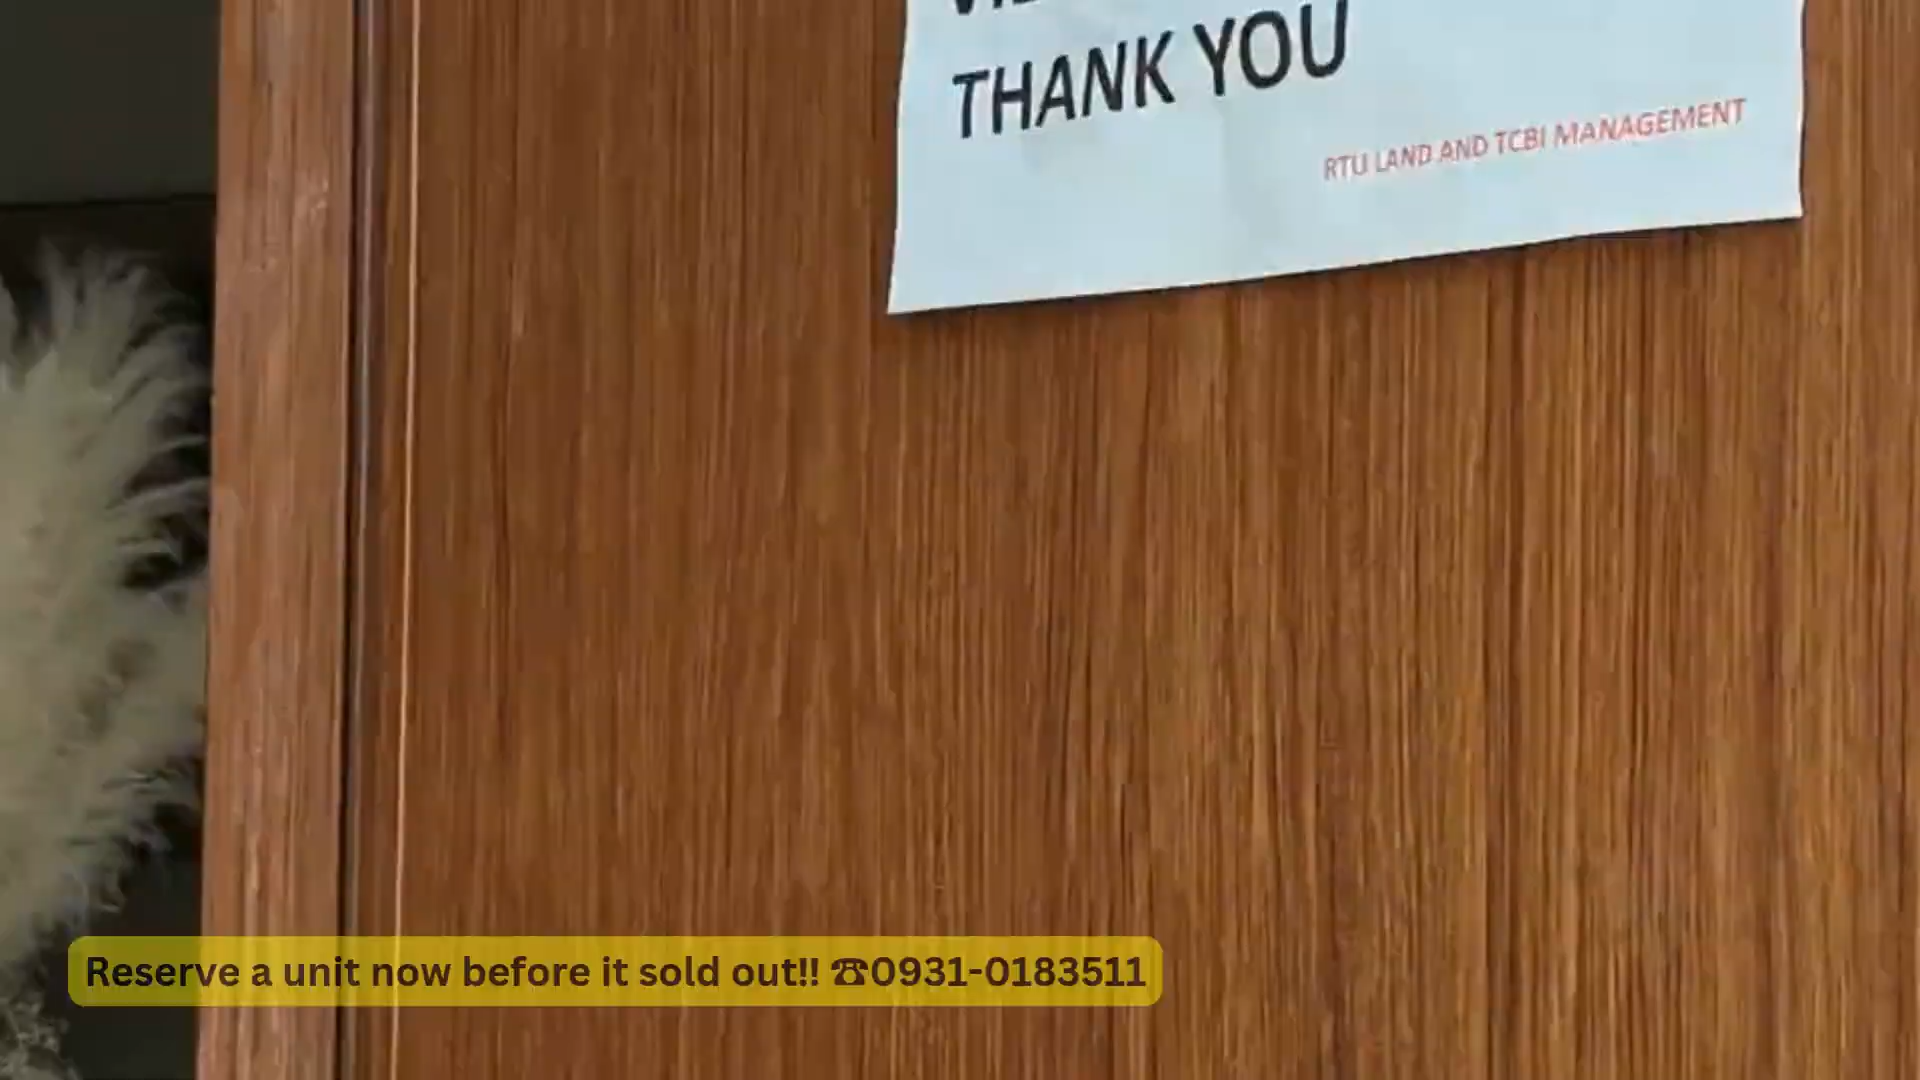 THANK YOU
RTU LAND AND TCBI MANAGEMENT
Reserve a unit now before it sold out!! ☎0931-0183511